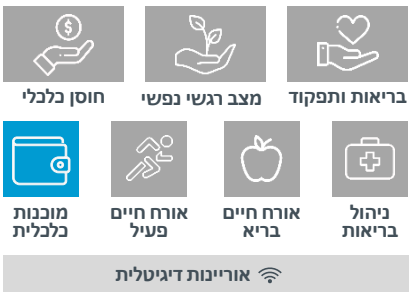 בריאות ותפקוד
מצב רגשי נפשי
חוסן כלכלי
ניהול
בריאות
אורח חיים
בריא
אורח חיים
פעיל
מוכנות
כלכלית
אוריינות דיגיטלית